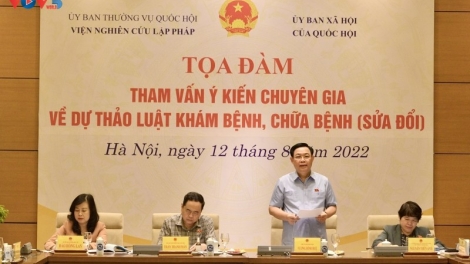 ỦY BAN THƯỜNG VỤ QUỐC HỘI
VIỆN NGHIÊN CỨU LẬP PHÁP
ỦY BAN XÃ HỘI
CỦA QUỐC HỘI
TỌA ĐÀM
THAM VẤN Ý KIẾN CHUYÊN GIA
VỀ DỰ THẢO LUẬT KHÁM BỆNH, CHỮA BỆNH (SỬA ĐỔI)
Hà Nội, ngày 12 tháng 8 2022